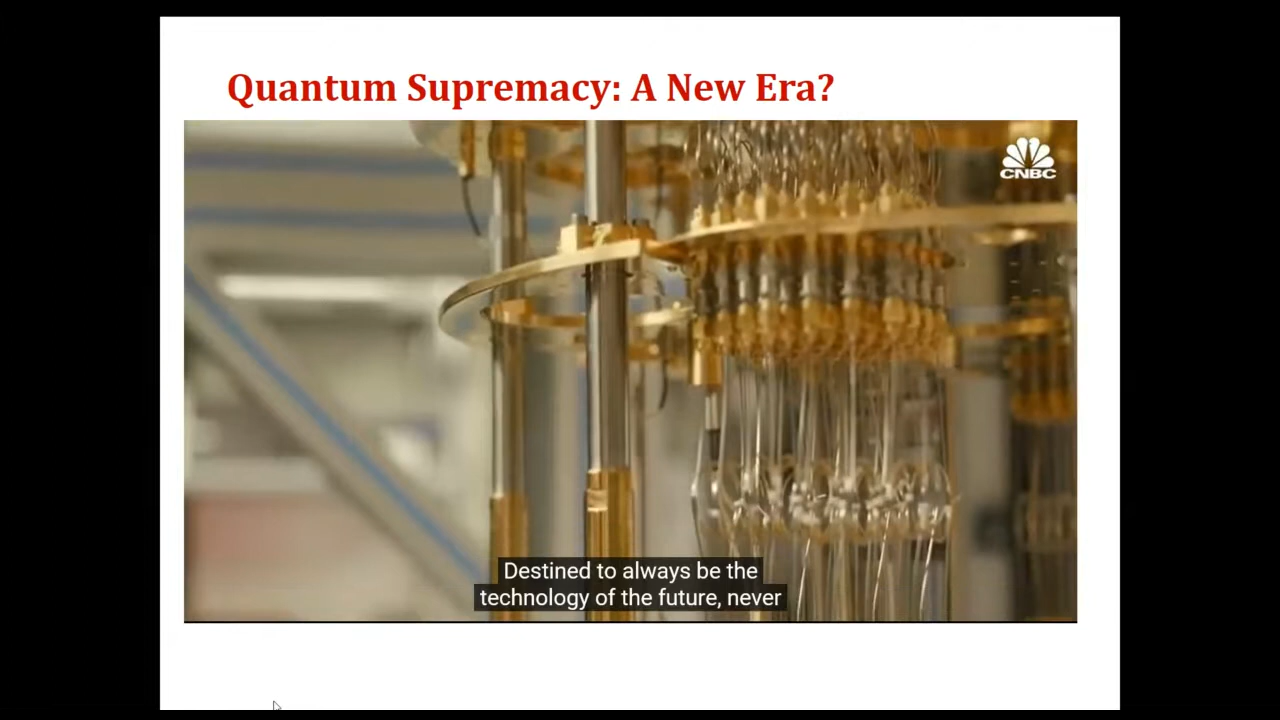 Quantum Supremacy: A New Era?
CNBC
Destined to always be the
technology of the future, never